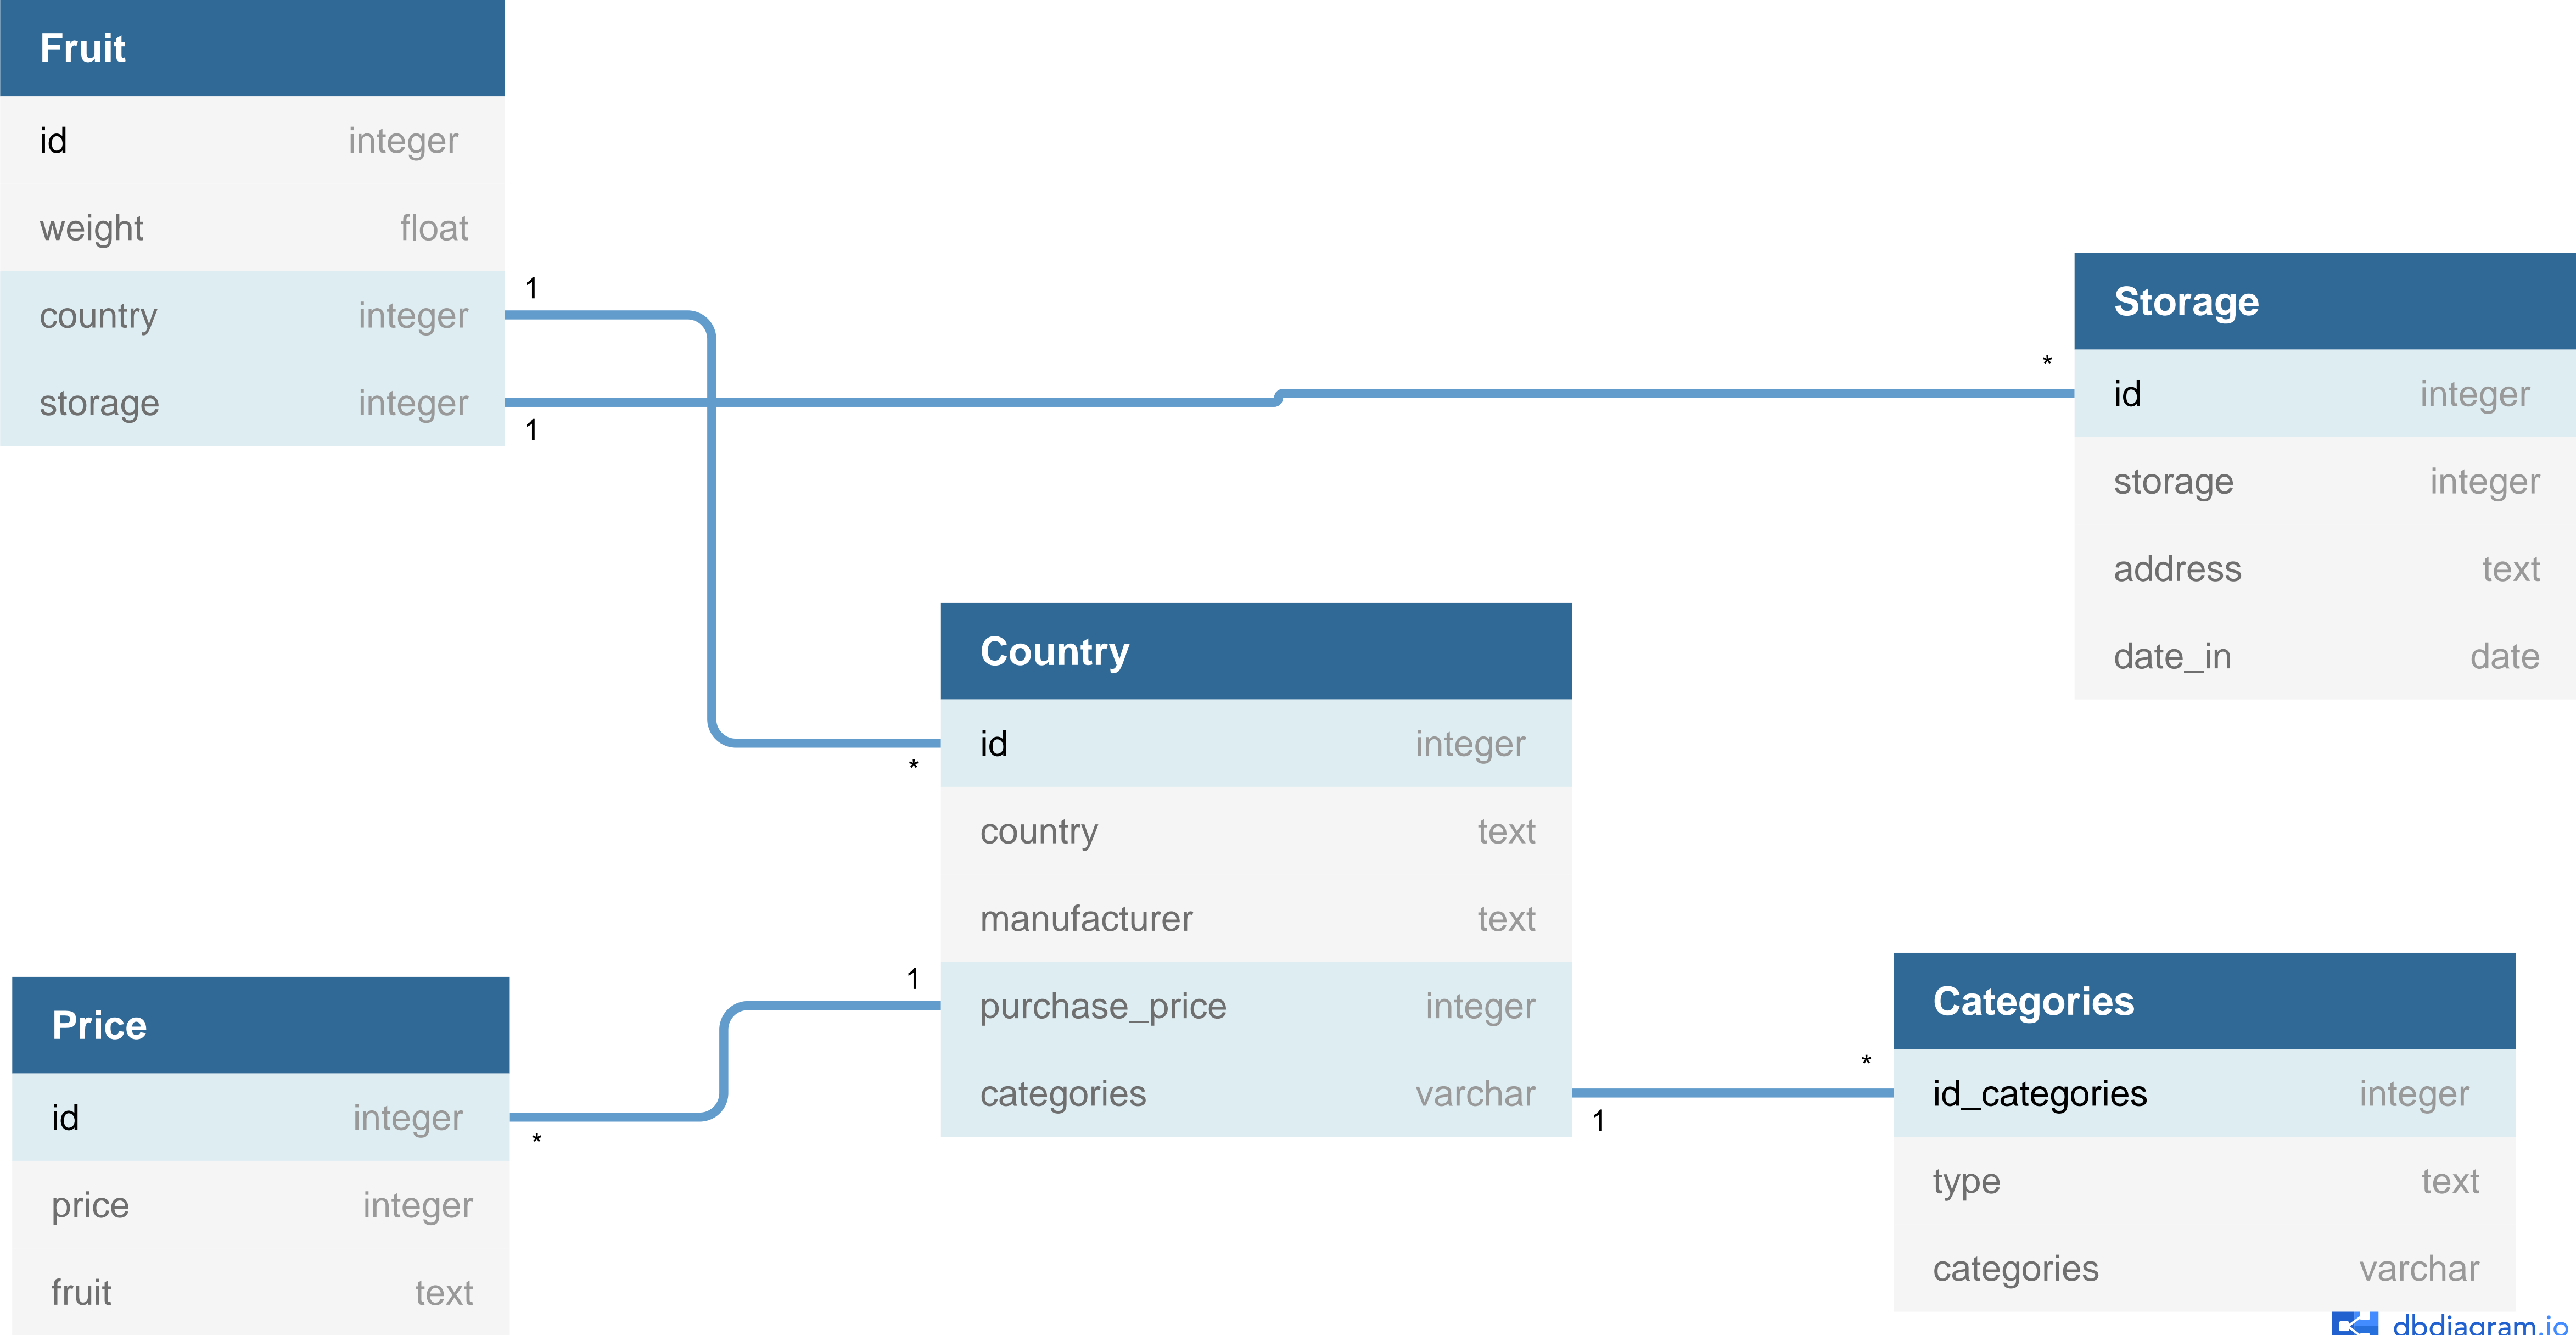 Fruit
id integer
weight float
country integer
storage integer
1
1
*
Storage
id integer
storage integer
address text
date_in date
Country
id integer
country text
manufacturer text
purchase_price integer
categories varchar
*
1
1
*
Price
id integer
price integer
fruit text
*
Categories
id_categories integer
type text
categories varchar
dbdiagram.io